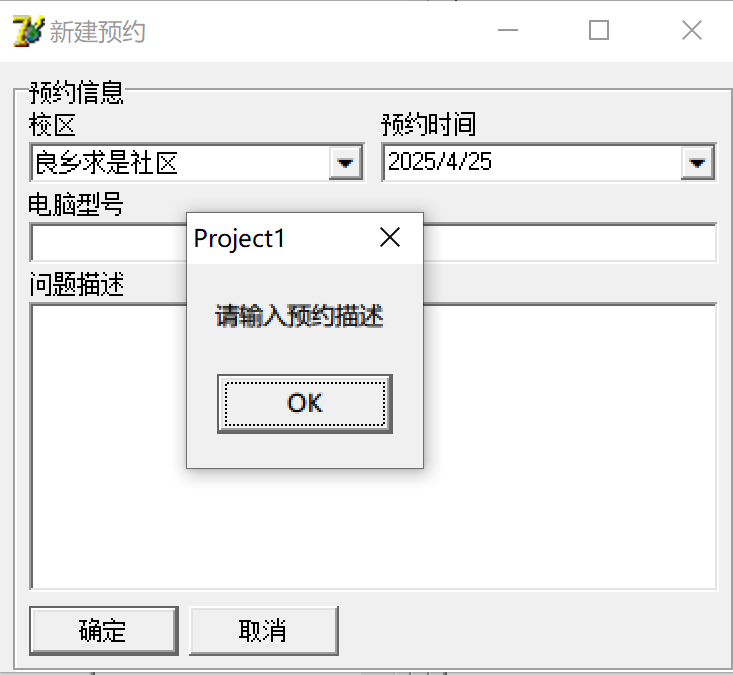 新建预约
预约信息
校区
预约时间
良乡求是社区
2025/4/25
电脑型号
Project1
问题描述
请输入预约描述
OK
确定
取消